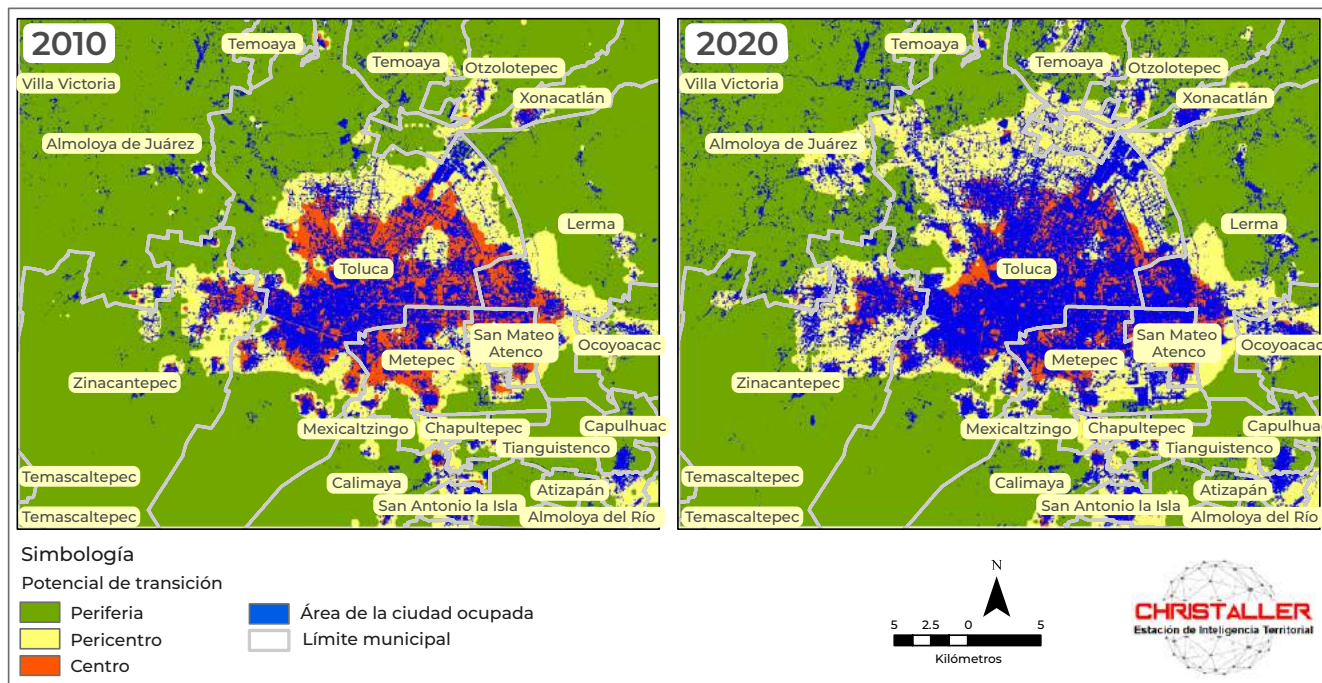 2010
Temoaya
Temoaya
Otzolotepec
Villa Victoria
Xonacatlán
Almoloya de Juárez
Lerma
Toluca
San Mateo
Atenco
Ocoyoacac
Metepec
Zinacantepec
Mexicaltzingo
Chapultepec
Capulhuac
Tianguistenco
Temascaltepec
Calimaya
Atizapán
San Antonio la Isla
Temascaltepec
Almoloya del Río
2020
Temoaya
Temoaya
Otzolotepec
Villa Victoria
Xonacatlán
Almoloya de Juárez
Lerma
Toluca
San Mateo
Atenco
Ocoyoacac
Metepec
Zinacantepec
Mexicaltzingo
Chapultepec
Capulhuac
Tianguistenco
Temascaltepec
Calimaya
Atizapán
San Antonio la Isla
Temascaltepec
Almoloya del Río
Simbología
Potencial de transición
Periferia
Pericentro
Centro
Área de la ciudad ocupada
Límite municipal
N
5 2.5 0 5
Kilómetros
CHRISTALLER
Estación de Inteligencia Territorial